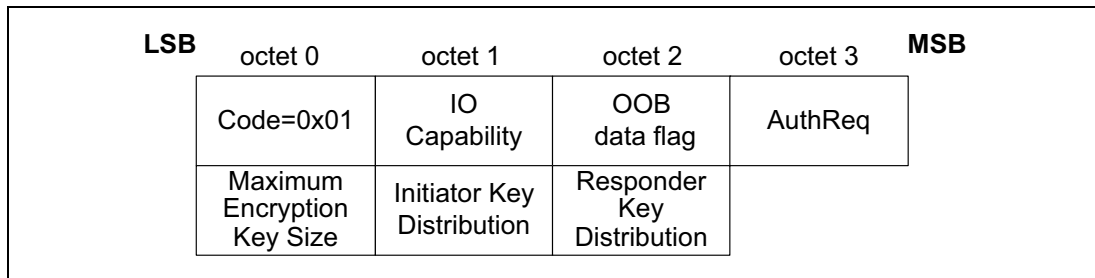 LSB octet 0 octet 1 octet 2 octet 3 MSB
Code=0x01
IO
Capability
OOB
data flag
AuthReq
Maximum
Encryption
Key Size
Initiator Key
Distribution
Responder
Key
Distribution